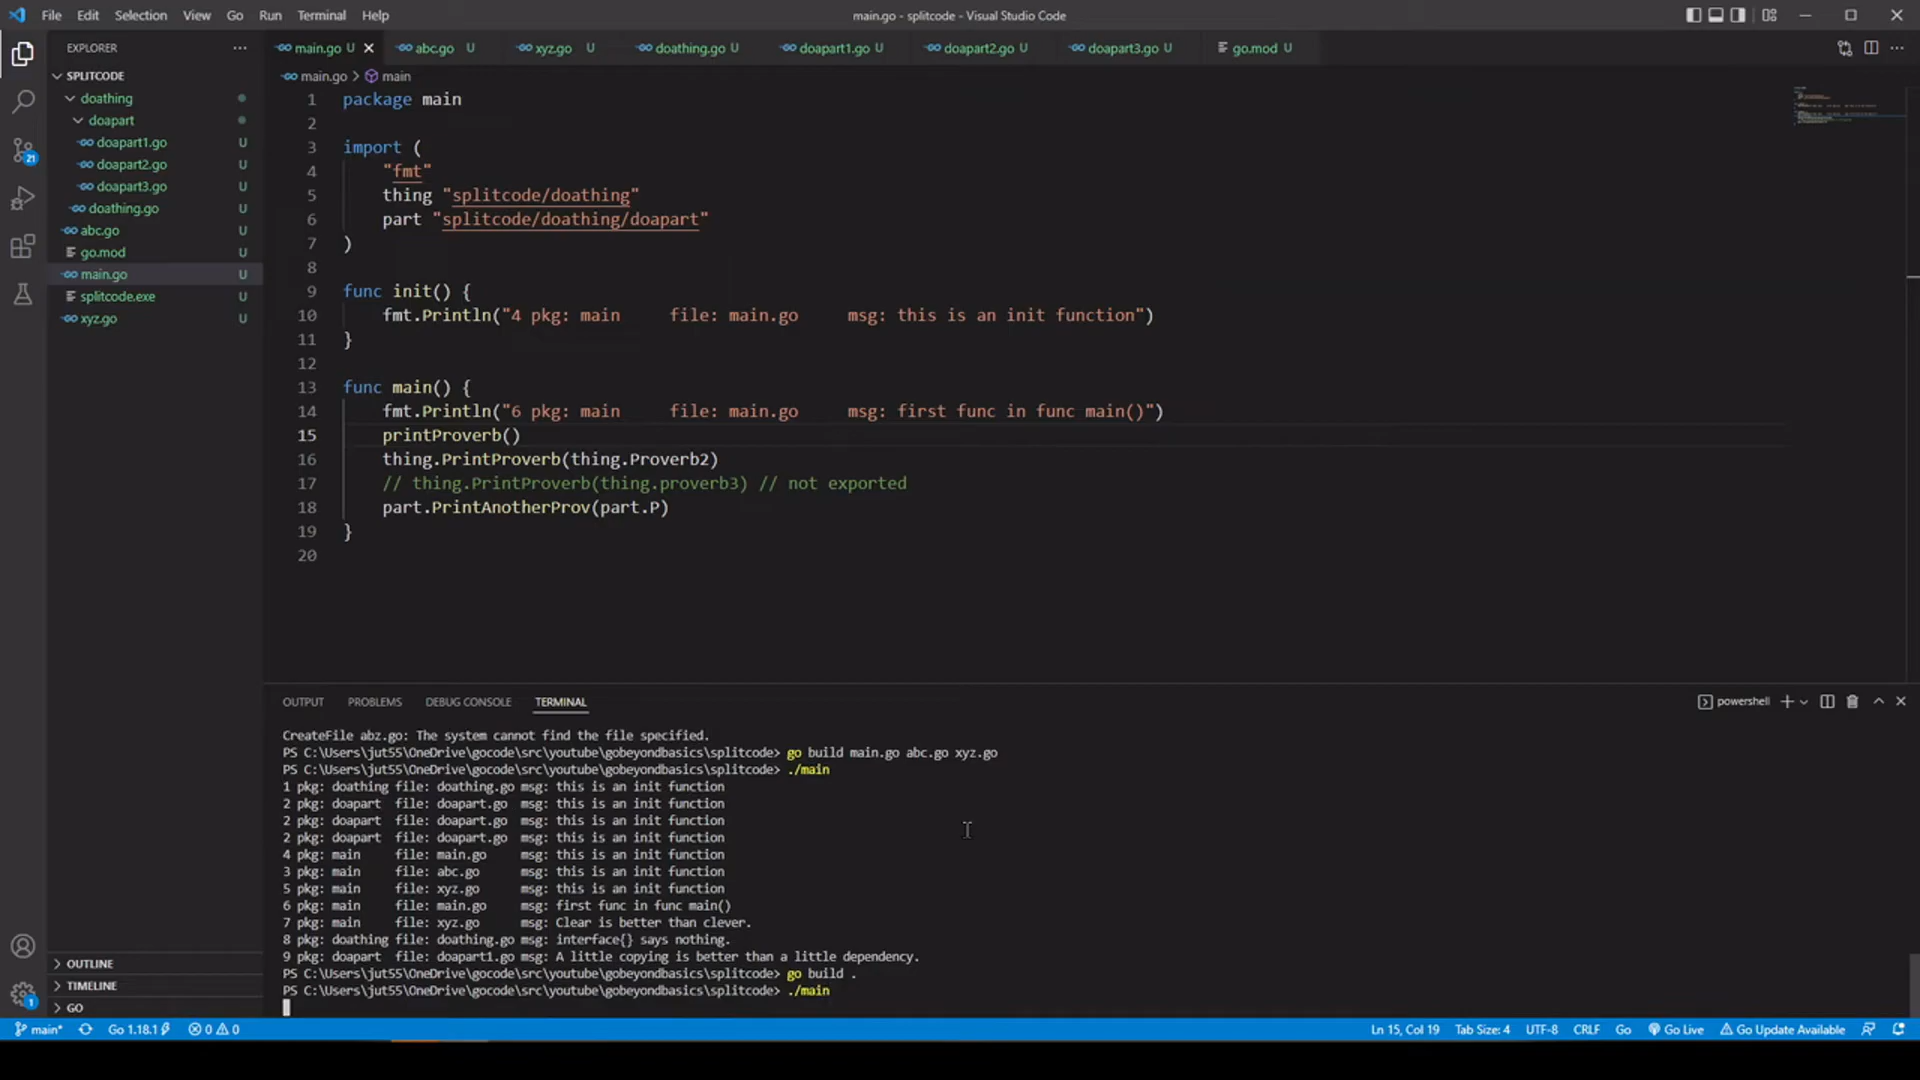 File Edit Selection View Go Run Terminal Help
main.go - splitcode - Visual Studio Code
EXPLORER
SPLITCODE
doathing
doapart
doapart1.go U
doapart2.go U
doapart3.go U
doathing.go U
abc.go U
go.mod U
main.go U
splitcode.exe U
xyz.go U
OUTLINE
TIMELINE
GO
21
1
main.go U abc.go U xyz.go U doathing.go U doapart1.go U doapart2.go U doapart3.go U go.mod U
main.go > main
1 package main
2
3 import (
4 "fmt"
5 thing "splitcode/doathing"
6 part "splitcode/doathing/doapart"
7 )
8
9 func init() {
10 fmt.Println("4 pkg: main     file: main.go     msg: this is an init function")
11 }
12
13 func main() {
14 fmt.Println("6 pkg: main     file: main.go     msg: first func in func main()")
15 printProverb()
16 thing.PrintProverb(thing.Proverb2)
17 // thing.PrintProverb(thing.proverb3) // not exported
18 part.PrintAnotherProv(part.P)
19 }
20
OUTPUT PROBLEMS DEBUG CONSOLE TERMINAL
powershell
CreateFile abz.go: The system cannot find the file specified.
PS C:\Users\jut55\OneDrive\gocode\src\youtube\gobeyondbasics\splitcode> go build main.go abc.go xyz.go
PS C:\Users\jut55\OneDrive\gocode\src\youtube\gobeyondbasics\splitcode> ./main
1 pkg: doathing file: doathing.go msg: this is an init function
2 pkg: doapart  file: doapart.go  msg: this is an init function
2 pkg: doapart  file: doapart.go  msg: this is an init function
2 pkg: doapart  file: doapart.go  msg: this is an init function
4 pkg: main     file: main.go     msg: this is an init function
3 pkg: main     file: abc.go      msg: this is an init function
5 pkg: main     file: xyz.go      msg: this is an init function
6 pkg: main     file: main.go     msg: first func in func main()
7 pkg: main     file: xyz.go      msg: Clear is better than clever.
8 pkg: doathing file: doathing.go msg: interface{} says nothing.
9 pkg: doapart  file: doapart1.go msg: A little copying is better than a little dependency.
PS C:\Users\jut55\OneDrive\gocode\src\youtube\gobeyondbasics\splitcode> go build .
PS C:\Users\jut55\OneDrive\gocode\src\youtube\gobeyondbasics\splitcode> ./main
main* Go 1.18.1 0 0 Ln 15, Col 19 Tab Size: 4 UTF-8 CRLF Go Go Live Go Update Available